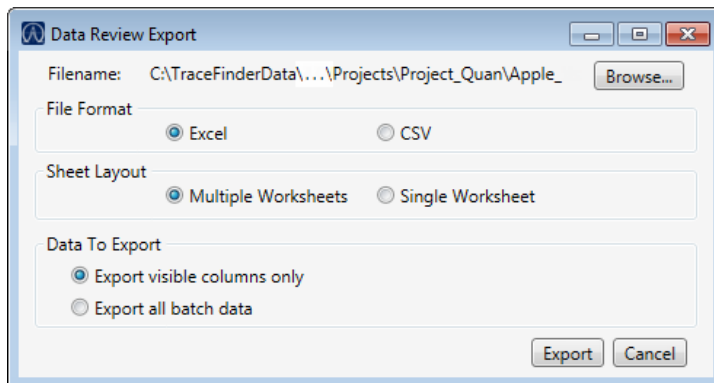 Data Review Export
Filename: C:\TraceFinderData\...\Projects\Project_Quan\Apple_ Browse...
File Format
Excel CSV
Sheet Layout
Multiple Worksheets Single Worksheet
Data To Export
Export visible columns only
Export all batch data
Export Cancel